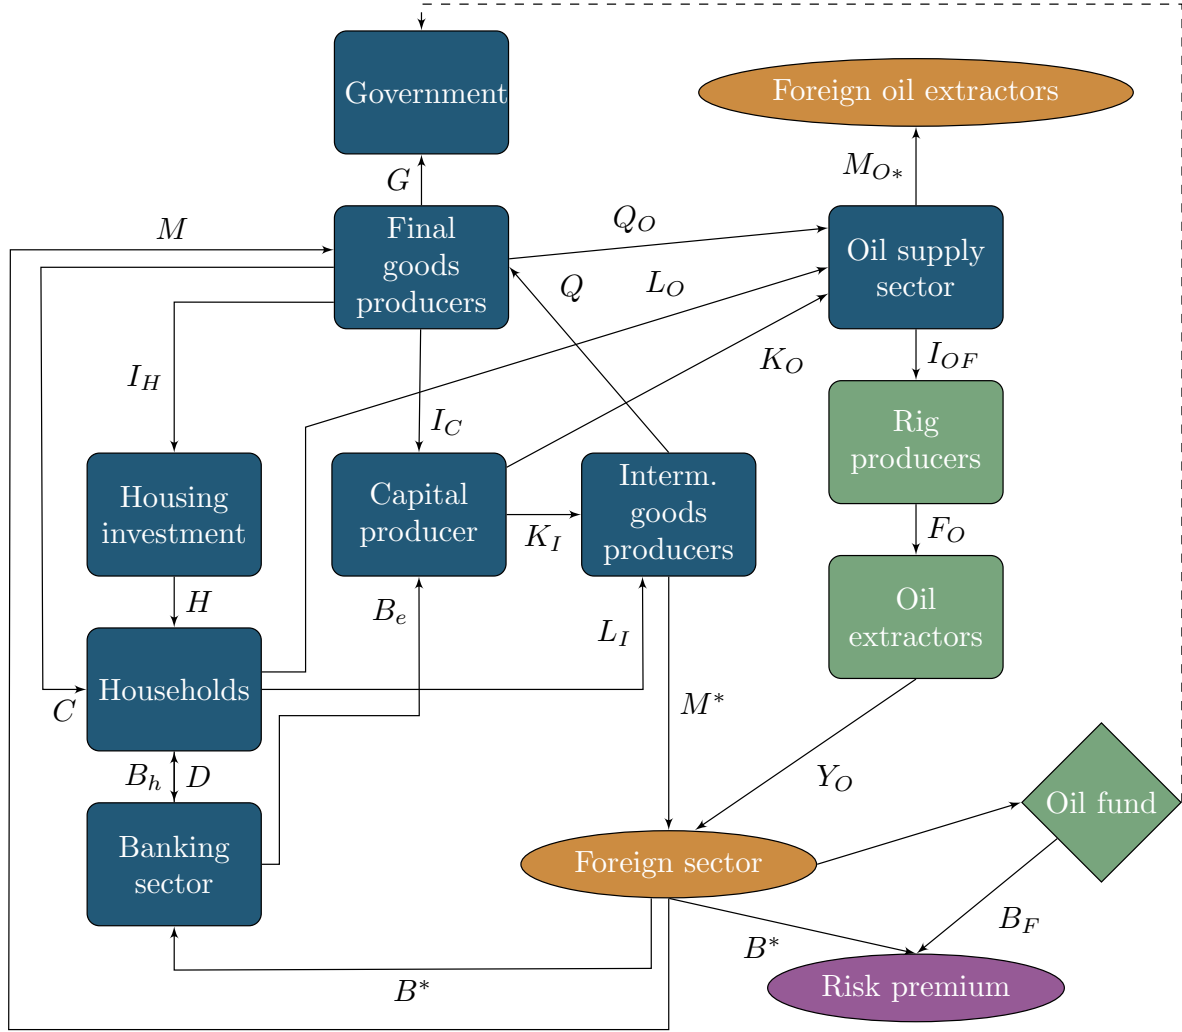 Government
Foreign oil extractors
G
M_{O*}
M
Final
goods
producers
Q_O
Oil supply
sector
Q
L_O
I_H
K_O
I_{OF}
I_C
Rig
producers
Housing
investment
Capital
producer
K_I
Interm.
goods
producers
F_O
H
B_e
L_I
Oil
extractors
Households
C
M^*
B_h
D
Y_O
Oil fund
Banking
sector
Foreign sector
B_F
B^*
B^*
Risk premium